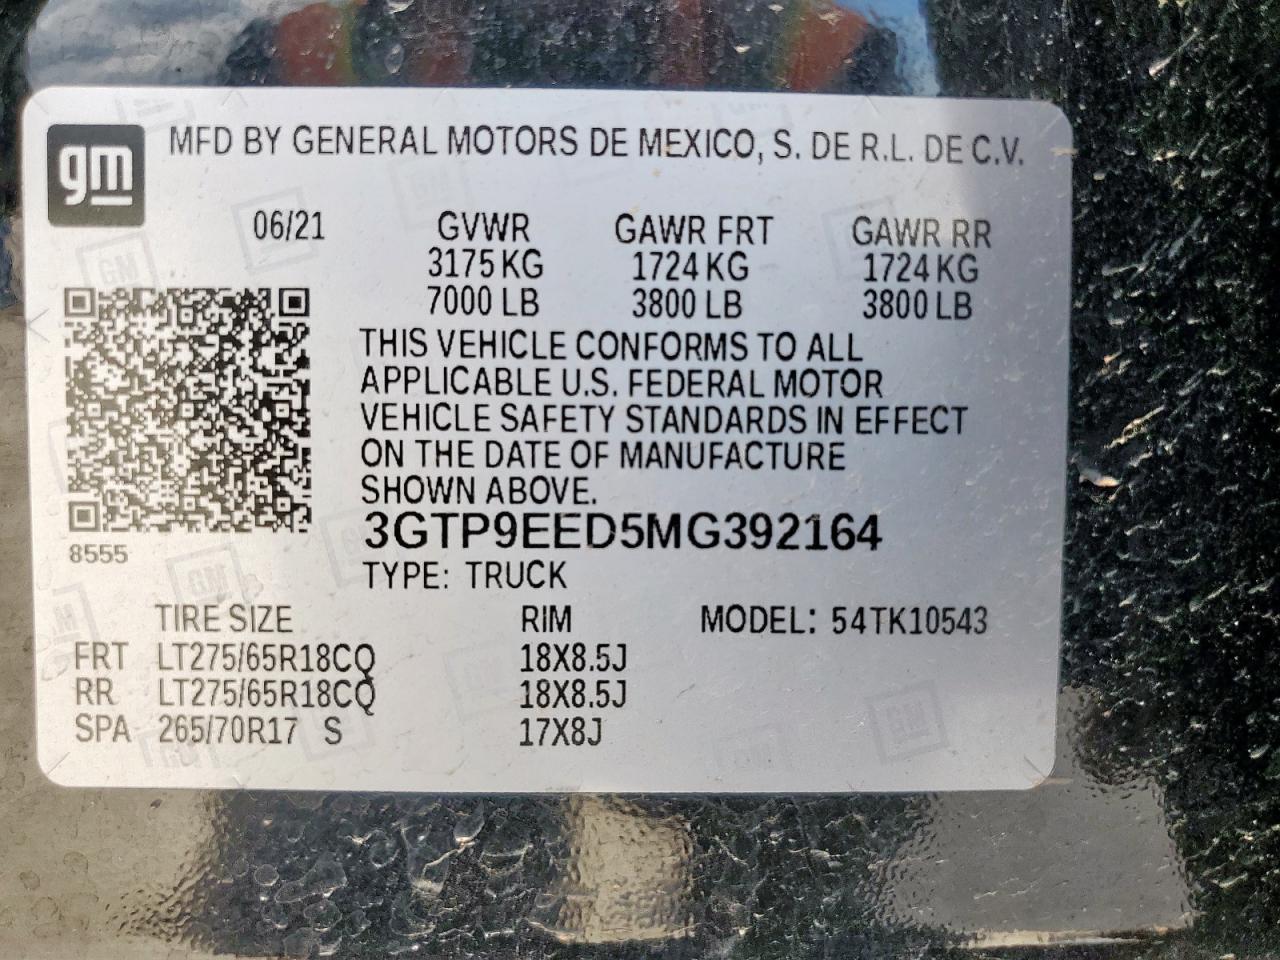 gm
MFD BY GENERAL MOTORS DE MEXICO, S. DE R.L. DE C.V.
06/21 GVWR GAWR FRT GAWR RR
3175 KG 1724 KG 1724 KG
7000 LB 3800 LB 3800 LB
THIS VEHICLE CONFORMS TO ALL
APPLICABLE U.S. FEDERAL MOTOR
VEHICLE SAFETY STANDARDS IN EFFECT
ON THE DATE OF MANUFACTURE
SHOWN ABOVE.
3GTP9EED5MG392164
8555
TYPE: TRUCK
TIRE SIZE RIM MODEL: 54TK10543
FRT LT275/65R18CQ 18X8.5J
RR LT275/65R18CQ 18X8.5J
SPA 265/70R17 S 17X8J